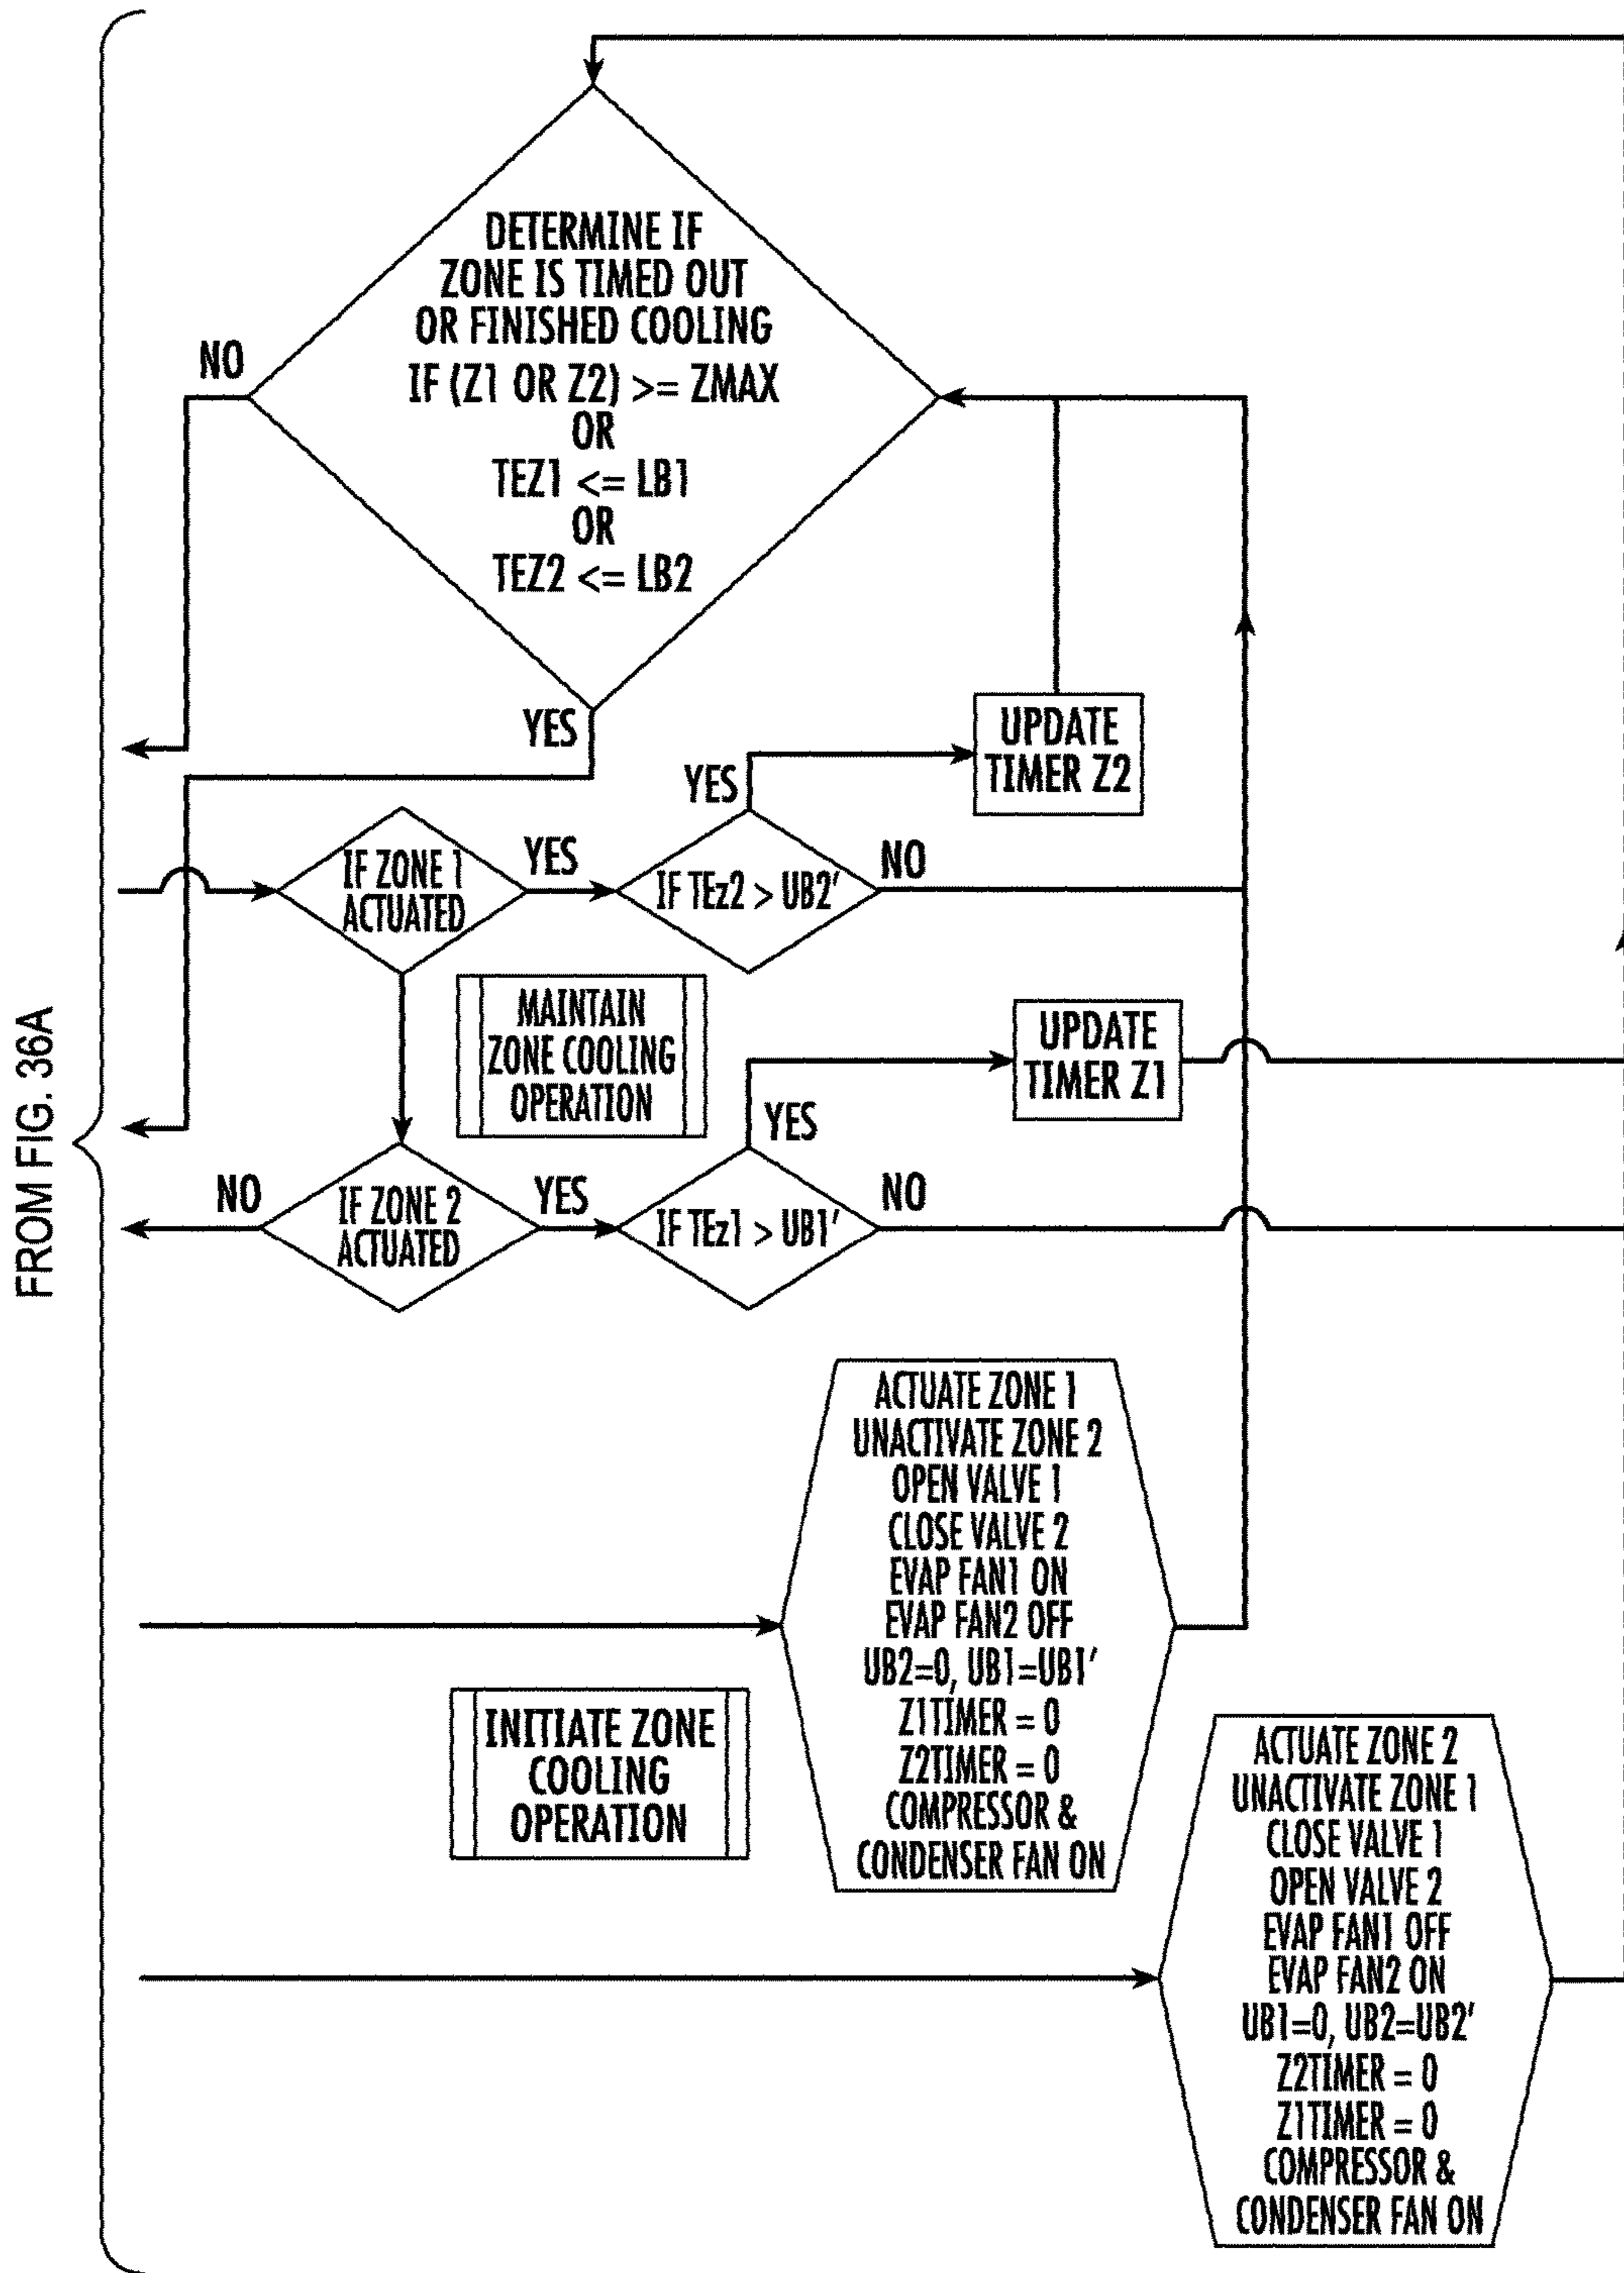 FROM FIG. 36A
DETERMINE IF
ZONE IS TIMED OUT
OR FINISHED COOLING
IF (Z1 OR Z2) >= ZMAX
OR
TEZ1 <= LB1
OR
TEZ2 <= LB2
NO
YES
UPDATE
TIMER Z2
IF ZONE 1
ACTUATED
YES
IF TEz2 > UB2'
YES
NO
MAINTAIN
ZONE COOLING
OPERATION
UPDATE
TIMER Z1
IF ZONE 2
ACTUATED
NO
YES
IF TEz1 > UB1'
YES
NO
ACTUATE ZONE 1
UNACTIVATE ZONE 2
OPEN VALVE 1
CLOSE VALVE 2
EVAP FAN1 ON
EVAP FAN2 OFF
UB2=0, UB1=UB1'
Z1TIMER = 0
Z2TIMER = 0
COMPRESSOR &
CONDENSER FAN ON
INITIATE ZONE
COOLING
OPERATION
ACTUATE ZONE 2
UNACTIVATE ZONE 1
CLOSE VALVE 1
OPEN VALVE 2
EVAP FAN1 OFF
EVAP FAN2 ON
UB1=0, UB2=UB2'
Z2TIMER = 0
Z1TIMER = 0
COMPRESSOR &
CONDENSER FAN ON